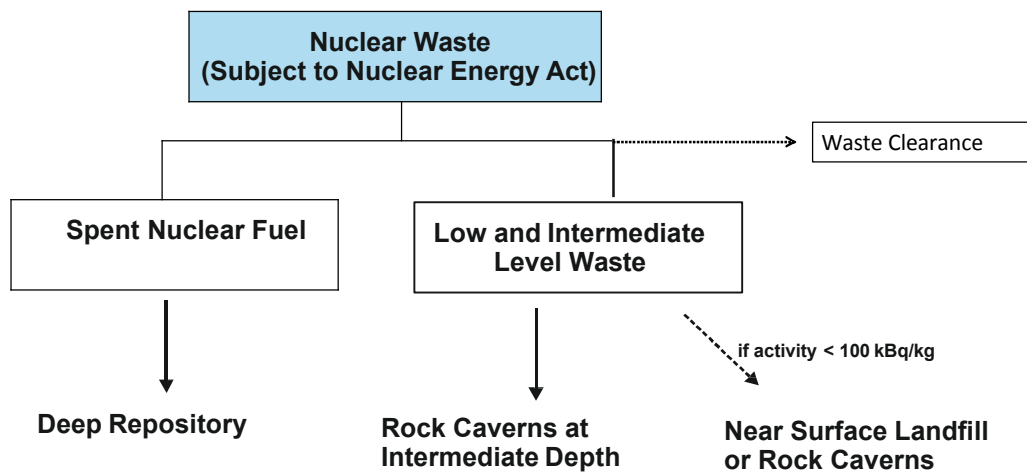 Nuclear Waste
(Subject to Nuclear Energy Act)
Waste Clearance
Spent Nuclear Fuel
Low and Intermediate
Level Waste
if activity < 100 kBq/kg
Deep Repository
Rock Caverns at
Intermediate Depth
Near Surface Landfill
or Rock Caverns